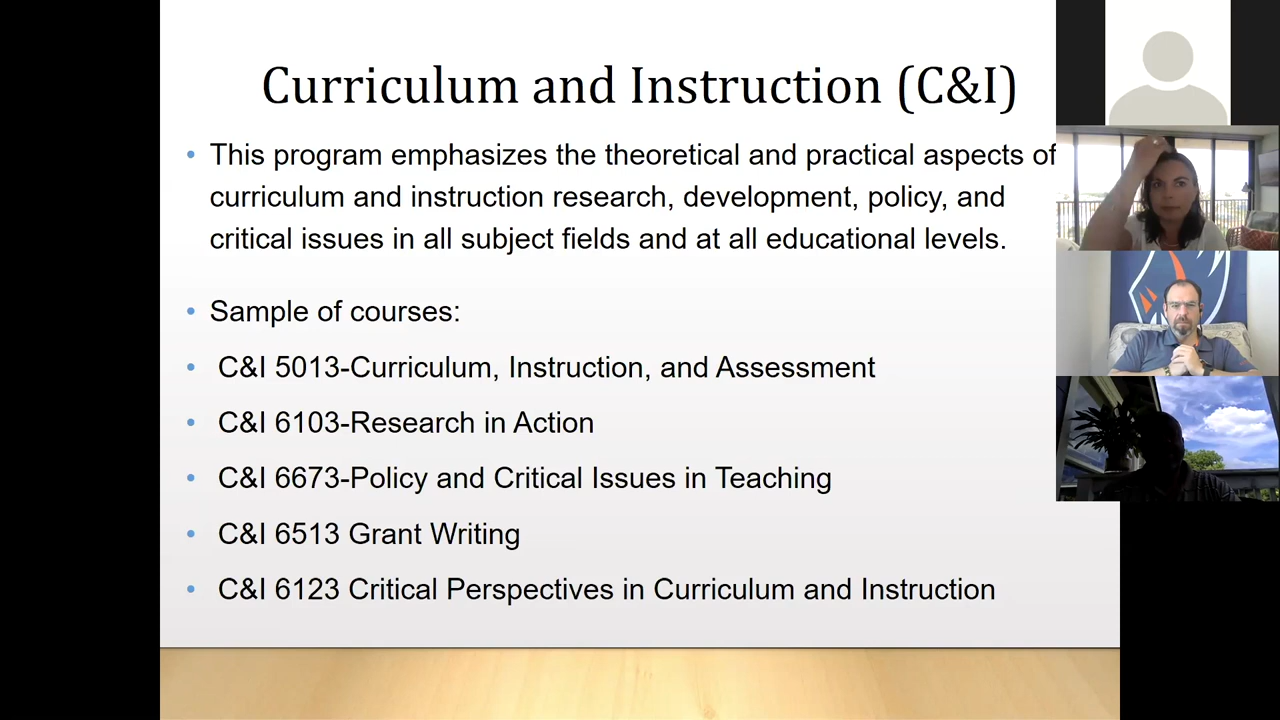 Curriculum and Instruction (C&I)
• This program emphasizes the theoretical and practical aspects of
curriculum and instruction research, development, policy, and
critical issues in all subject fields and at all educational levels.
• Sample of courses:
• C&I 5013-Curriculum, Instruction, and Assessment
• C&I 6103-Research in Action
• C&I 6673-Policy and Critical Issues in Teaching
• C&I 6513 Grant Writing
• C&I 6123 Critical Perspectives in Curriculum and Instruction